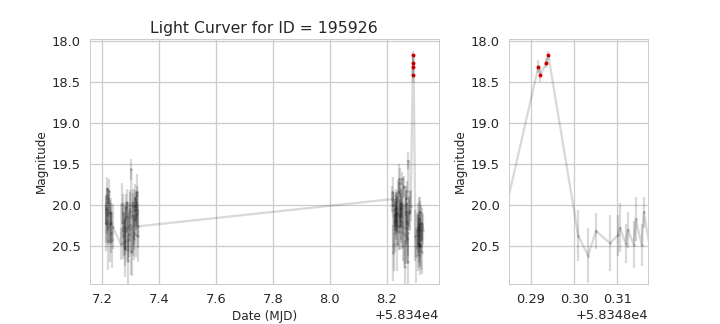 Light Curver for ID = 195926
18.0
18.5
19.0
19.5
20.0
20.5
Magnitude
7.2 7.4 7.6 7.8 8.0 8.2
Date (MJD)
+5.834e4
18.0
18.5
19.0
19.5
20.0
20.5
Magnitude
0.29 0.30 0.31
+5.8348e4